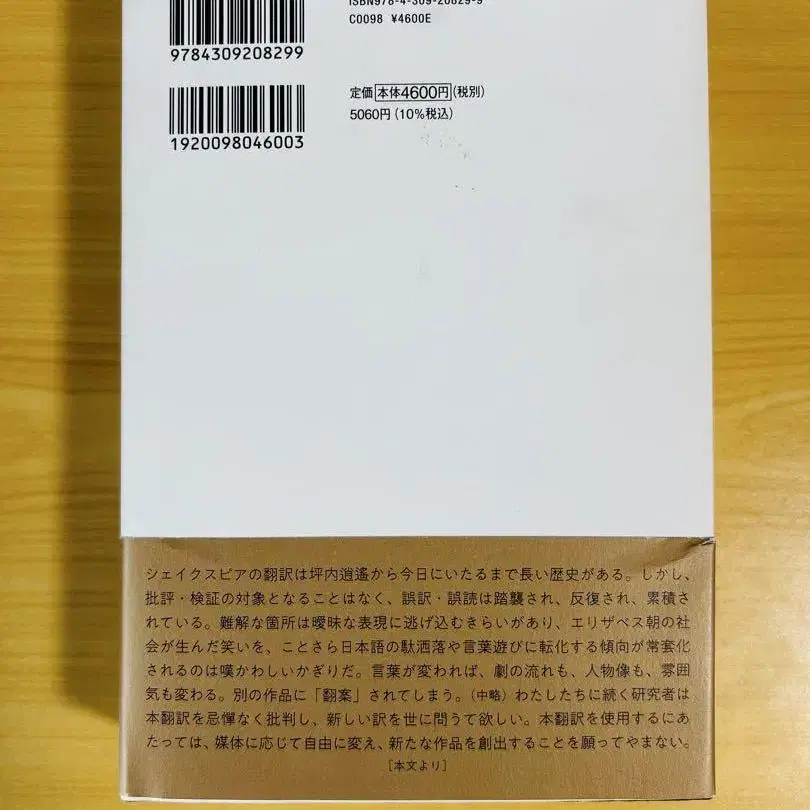 ISBN978-4-309-20829-9
C0098 ¥4600E
9784309208299
定価 本体4600円(税別)
5060円(10%税込)
1920098046003
シェイクスピアの翻訳は坪内逍遙から今日にいたるまで長い歴史がある。しかし、
批評・検証の対象となることはなく、誤訳・誤読は踏襲され、反復され、累積さ
れている。難解な箇所は曖昧な表現に逃げ込むきらいがあり、エリザベス朝の社
会が生んだ笑いを、ことさら日本語の駄洒落や言葉遊びに転化する傾向が常套化
されるのは嘆かわしいかぎりだ。言葉が変われば、劇の流れも、人物像も、雰囲
気も変わる。別の作品に「翻案」されてしまう。(中略)わたしたちに続く研究者は
本翻訳を忌憚なく批判し、新しい訳を世に問うて欲しい。本翻訳を使用するにあ
たっては、媒体に応じて自由に変え、新たな作品を創出することを願ってやまない。
[本文より]